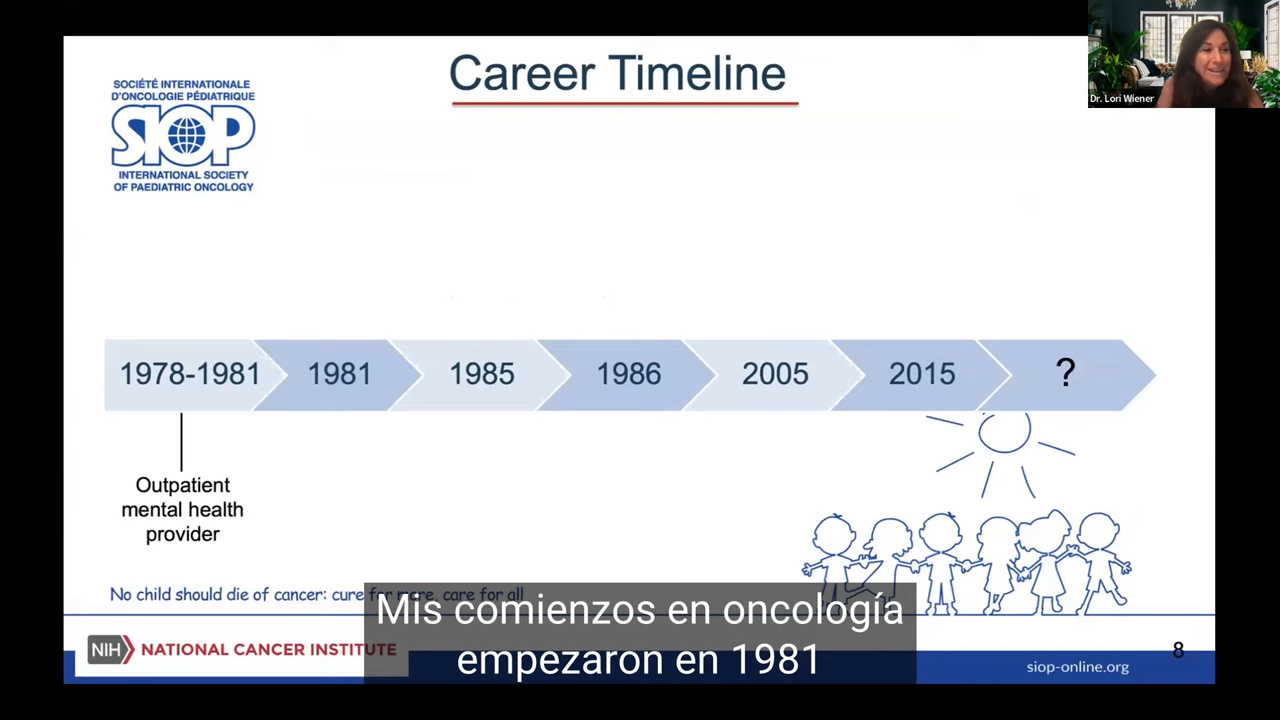 Career Timeline
SOCIÉTÉ INTERNATIONALE
D'ONCOLOGIE PÉDIATRIQUE
SIOP
INTERNATIONAL SOCIETY
OF PAEDIATRIC ONCOLOGY
Dr. Lori Wiener
1978-1981
1981
1985
1986
2005
2015
?
Outpatient
mental health
provider
No child should die of cancer: cure for more, care for all
Mis comienzos en oncología
empezaron en 1981
NIH NATIONAL CANCER INSTITUTE
8
siop-online.org